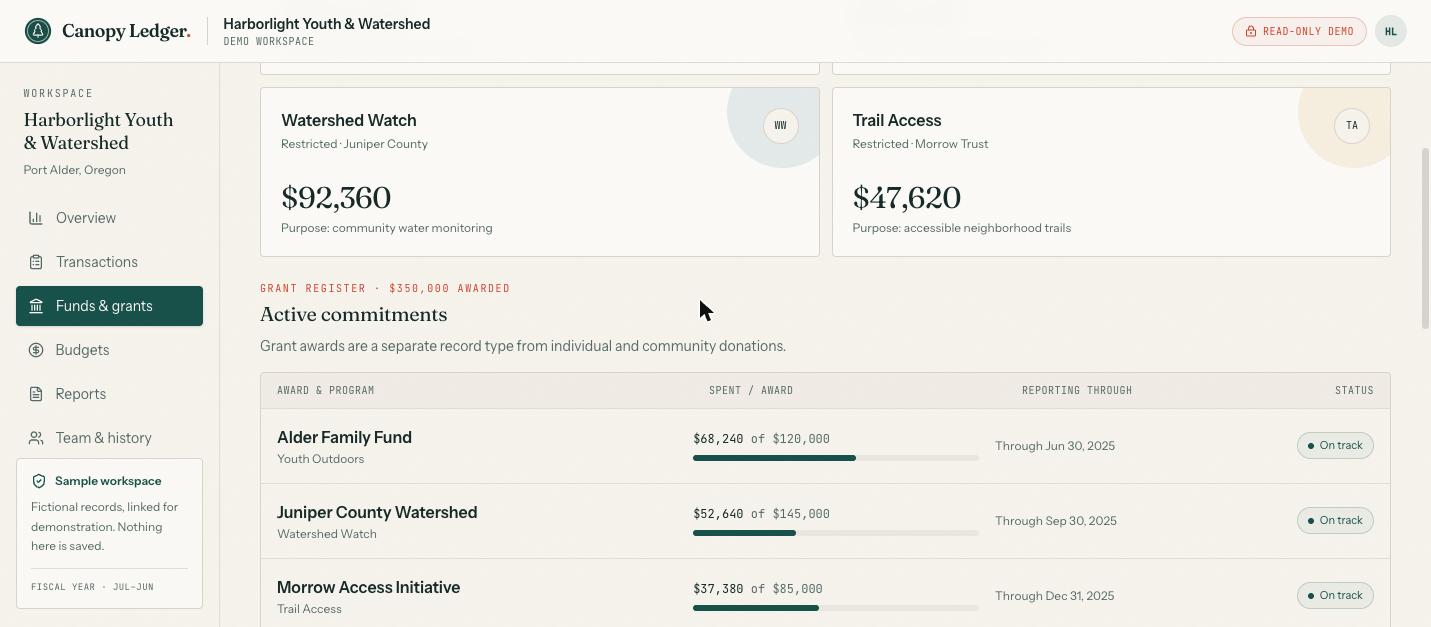 Canopy Ledger.
Harborlight Youth & Watershed
DEMO WORKSPACE
READ-ONLY DEMO
HL
WORKSPACE
Harborlight Youth
& Watershed
Port Alder, Oregon
Overview
Transactions
Funds & grants
Budgets
Reports
Team & history
Sample workspace
Fictional records, linked for
demonstration. Nothing
here is saved.
FISCAL YEAR · JUL–JUN
Watershed Watch
WW
Restricted · Juniper County
$92,360
Purpose: community water monitoring
Trail Access
TA
Restricted · Morrow Trust
$47,620
Purpose: accessible neighborhood trails
GRANT REGISTER · $350,000 AWARDED
Active commitments
Grant awards are a separate record type from individual and community donations.
AWARD & PROGRAM SPENT / AWARD REPORTING THROUGH STATUS
Alder Family Fund
Youth Outdoors
$68,240 of $120,000
Through Jun 30, 2025
On track
Juniper County Watershed
Watershed Watch
$52,640 of $145,000
Through Sep 30, 2025
On track
Morrow Access Initiative
Trail Access
$37,380 of $85,000
Through Dec 31, 2025
On track